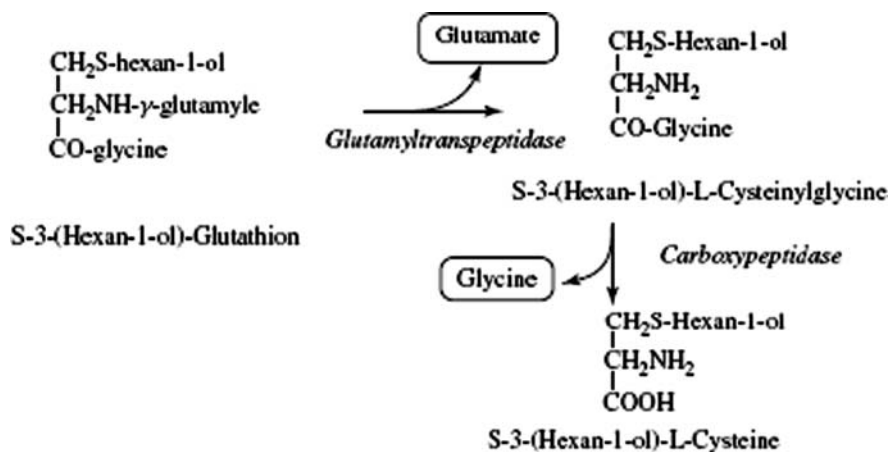 CH₂S-hexan-1-ol
CH₂NH-γ-glutamyle
CO-glycine
S-3-(Hexan-1-ol)-Glutathion
Glutamate
Glutamyltranspeptidase
CH₂S-Hexan-1-ol
CH₂NH₂
CO-Glycine
S-3-(Hexan-1-ol)-L-Cysteinylglycine
Glycine
Carboxypeptidase
CH₂S-Hexan-1-ol
CH₂NH₂
COOH
S-3-(Hexan-1-ol)-L-Cysteine